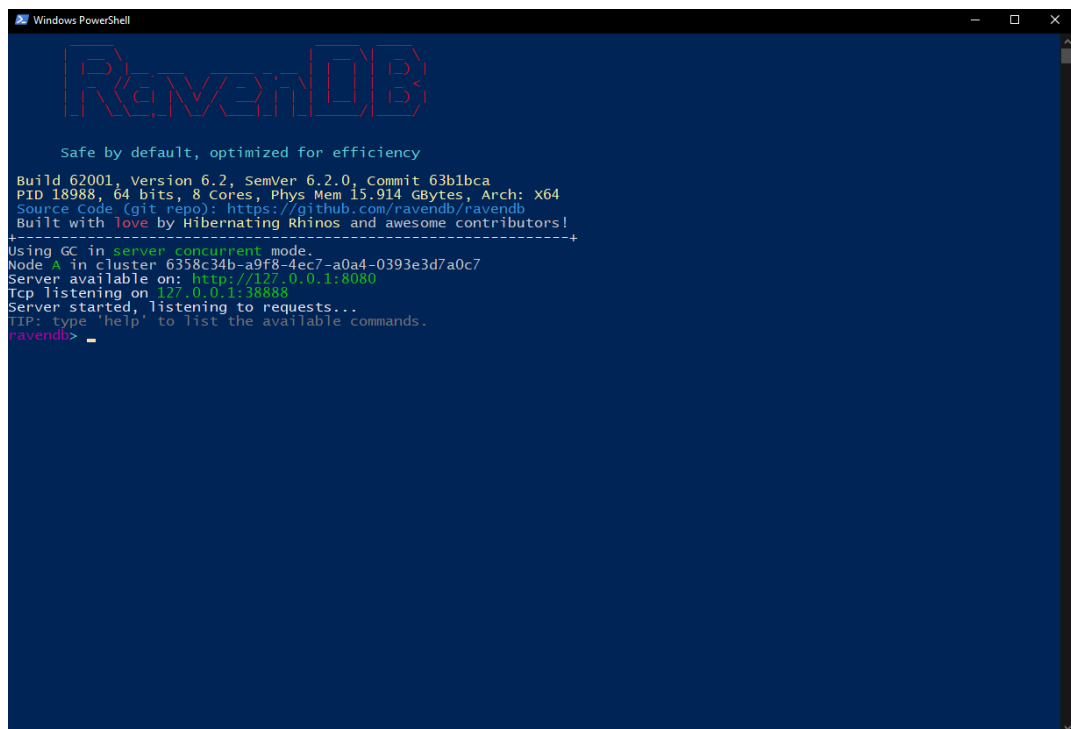 Windows PowerShell
RavenDB
Safe by default, optimized for efficiency
Build 62001, Version 6.2, SemVer 6.2.0, Commit 63b1bca
PID 18988, 64 bits, 8 Cores, Phys Mem 15.914 GBytes, Arch: X64
Source Code (git repo): https://github.com/ravendb/ravendb
Built with love by Hibernating Rhinos and awesome contributors!
+---------------------------------------------------------------+
Using GC in server concurrent mode.
Node A in cluster 6358c34b-a9f8-4ec7-a0a4-0393e3d7a0c7
Server available on: http://127.0.0.1:8080
Tcp listening on 127.0.0.1:38888
Server started, listening to requests...
TIP: type 'help' to list the available commands.
ravendb>